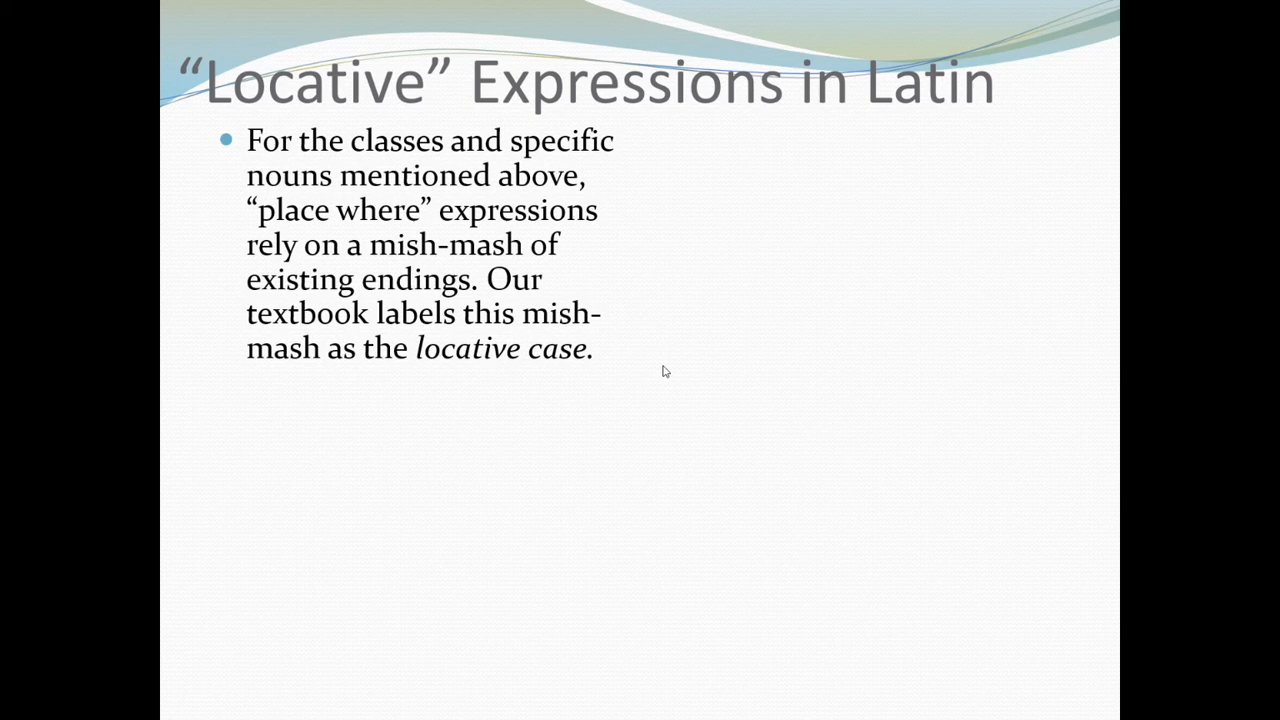 “Locative” Expressions in Latin
For the classes and specific
nouns mentioned above,
“place where” expressions
rely on a mish-mash of
existing endings. Our
textbook labels this mish-
mash as the locative case.